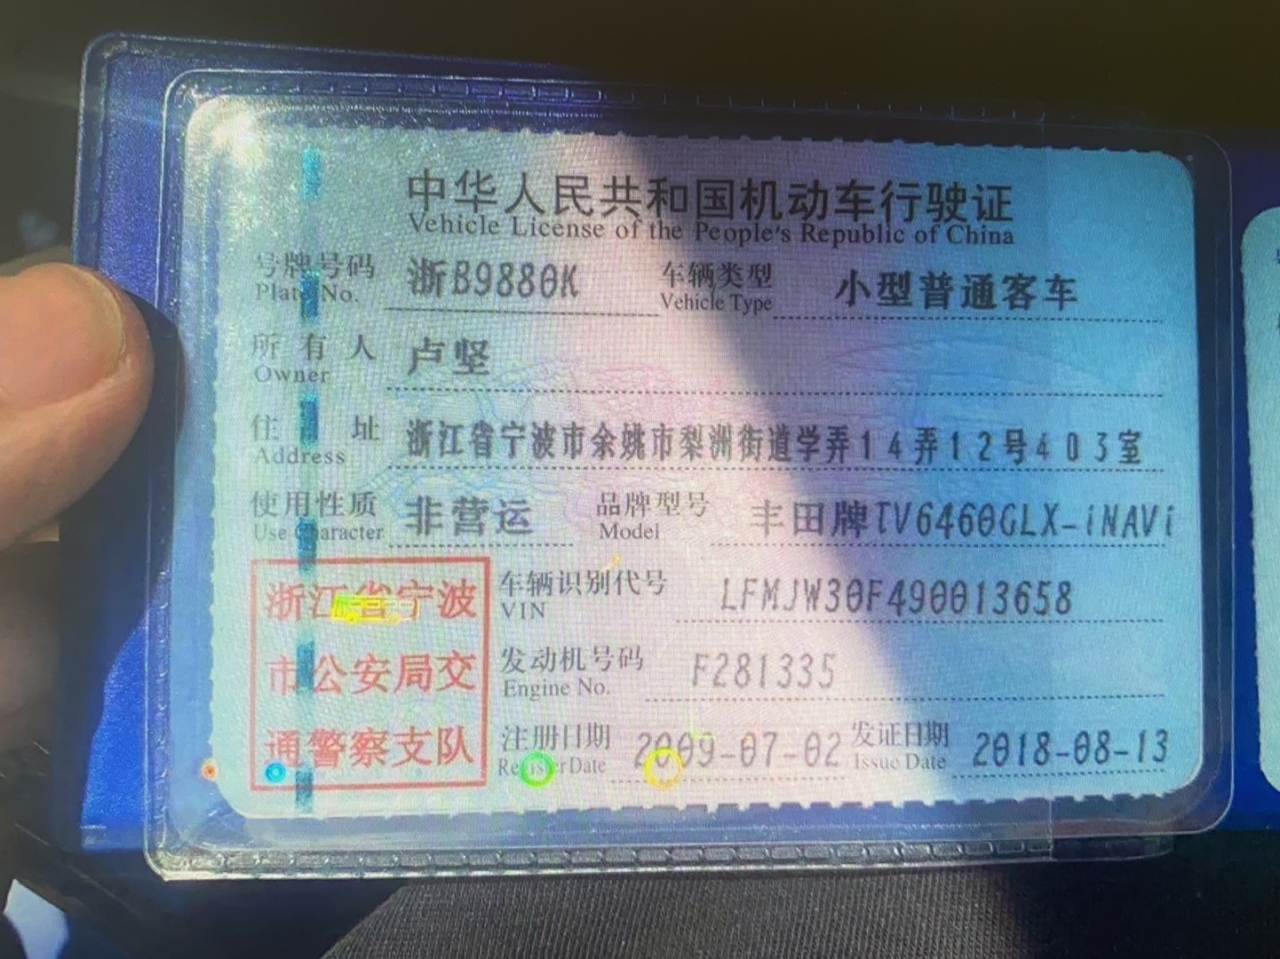 中华人民共和国机动车行驶证
Vehicle License of the People's Republic of China
号牌号码 浙B9880K 车辆类型 小型普通客车
Plate No. Vehicle Type
所有人 卢坚
Owner
住址 浙江省宁波市余姚市梨洲街道学弄14弄12号403室
Address
使用性质 非营运 品牌型号 丰田牌TV6460GLX-iNAVi
Use Character Model
浙江省宁波 车辆识别代号 LFMJW30F490013658
VIN
市公安局交 发动机号码 F281335
Engine No.
通警察支队 注册日期 2009-07-02 发证日期 2018-08-13
Register Date Issue Date